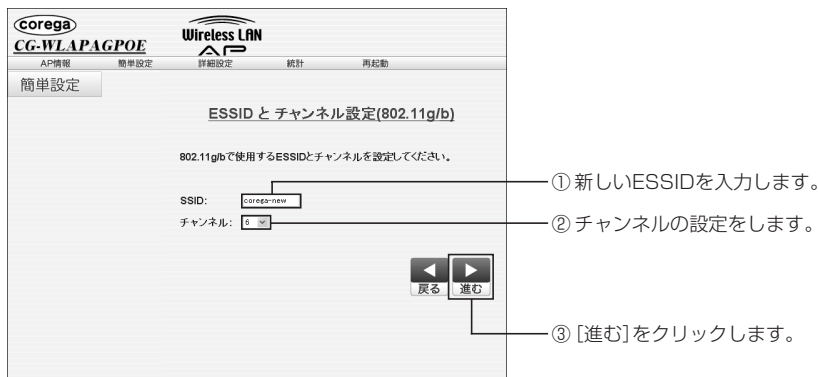 corega
CG-WLAPAGPOE
Wireless LAN
AP
AP情報 簡単設定 詳細設定 統計 再起動
簡単設定
ESSID と チャンネル設定(802.11g/b)
802.11g/bで使用するESSIDとチャンネルを設定してください。
SSID: corega-new
チャンネル: 6
戻る 進む
① 新しいESSIDを入力します。
② チャンネルの設定をします。
③ [進む]をクリックします。